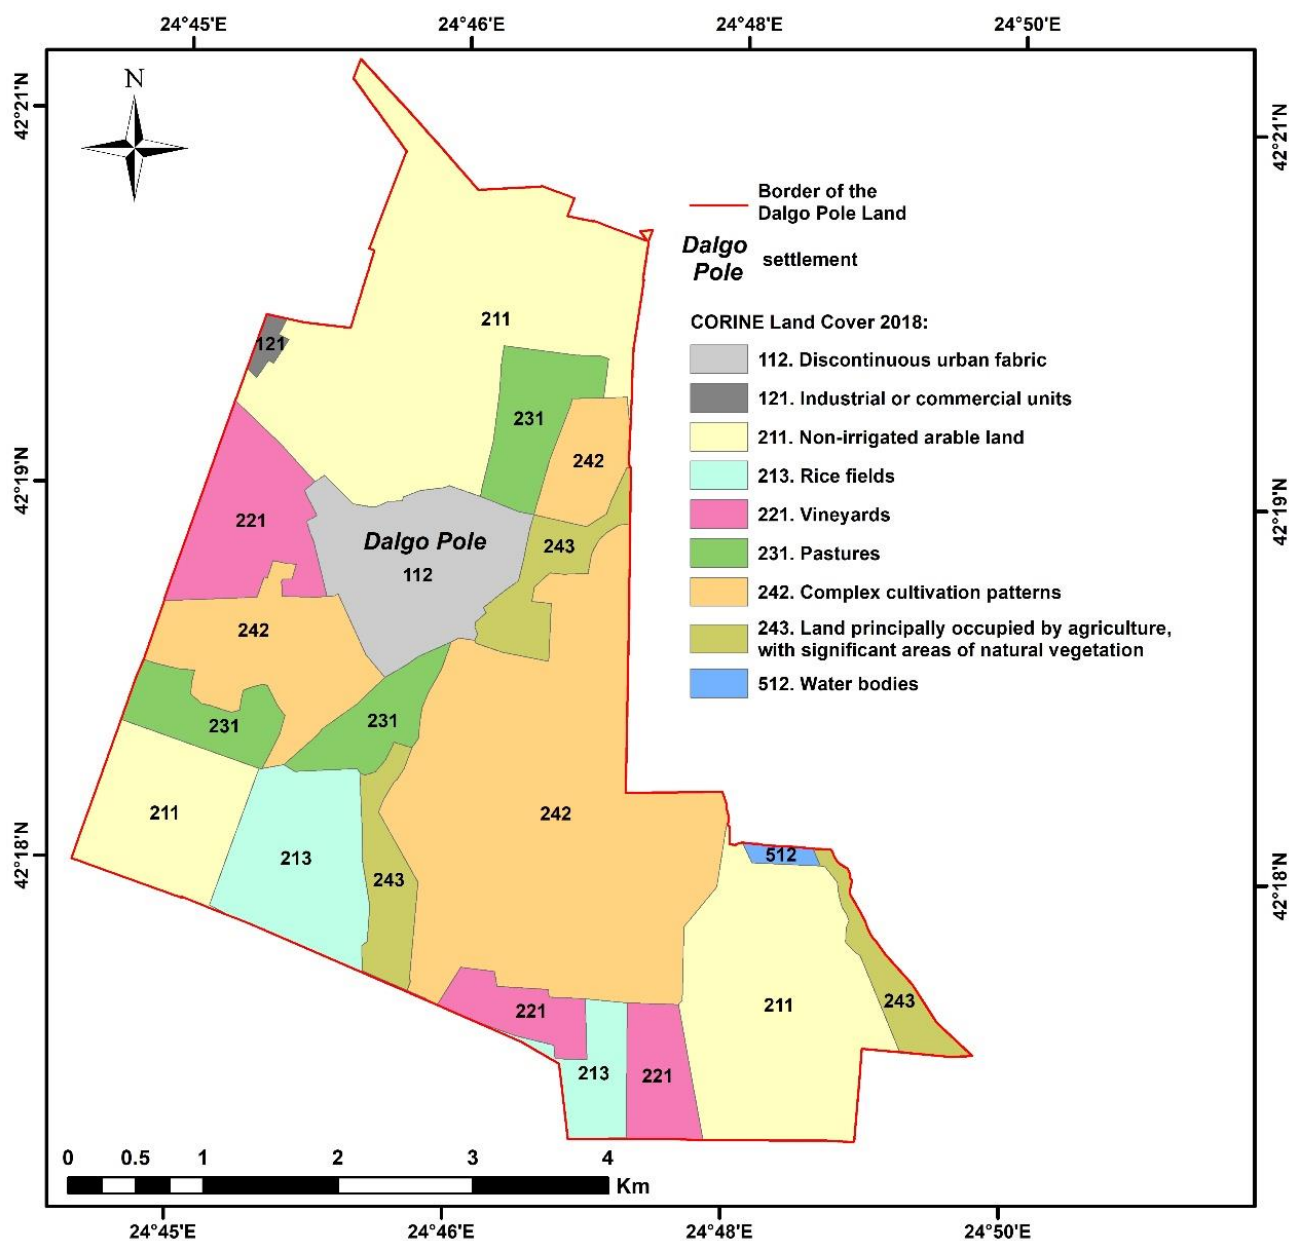 24°45'E 24°46'E 24°48'E 24°50'E
N
42°21'N
42°21'N
Border of the
Dalgo Pole Land
Dalgo
Pole
settlement
CORINE Land Cover 2018:
112. Discontinuous urban fabric
121. Industrial or commercial units
211. Non-irrigated arable land
213. Rice fields
221. Vineyards
231. Pastures
242. Complex cultivation patterns
243. Land principally occupied by agriculture,
with significant areas of natural vegetation
512. Water bodies
211
121
231
242
42°19'N
42°19'N
221
Dalgo Pole
243
112
242
231
231
211
242
213
512
42°18'N
42°18'N
243
221
211
243
213
221
0 0.5 1 2 3 4
Km
24°45'E 24°46'E 24°48'E 24°50'E